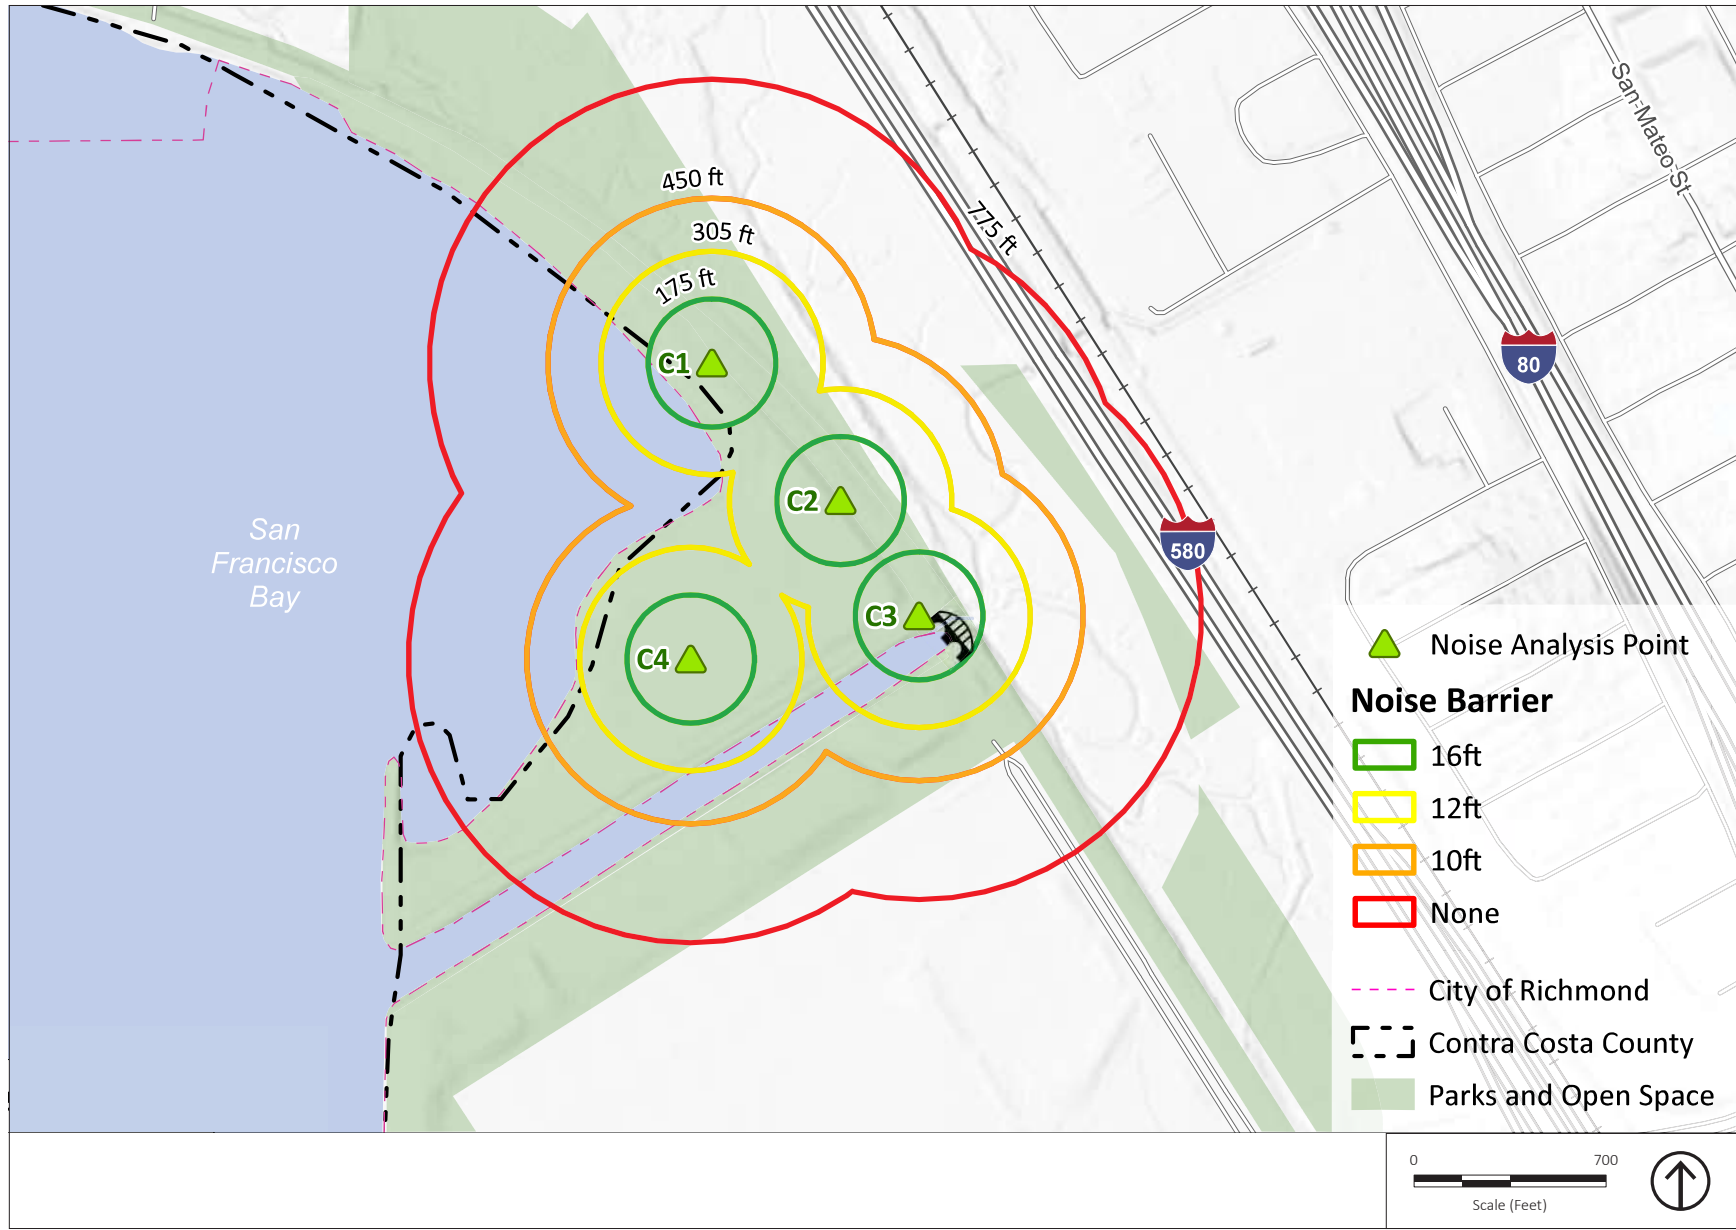 San Mateo St
450 ft
305 ft
175 ft
775 ft
C1
C2
C3
C4
80
580
San
Francisco
Bay
Noise Analysis Point
Noise Barrier
16ft
12ft
10ft
None
City of Richmond
Contra Costa County
Parks and Open Space
0 700
Scale (Feet)